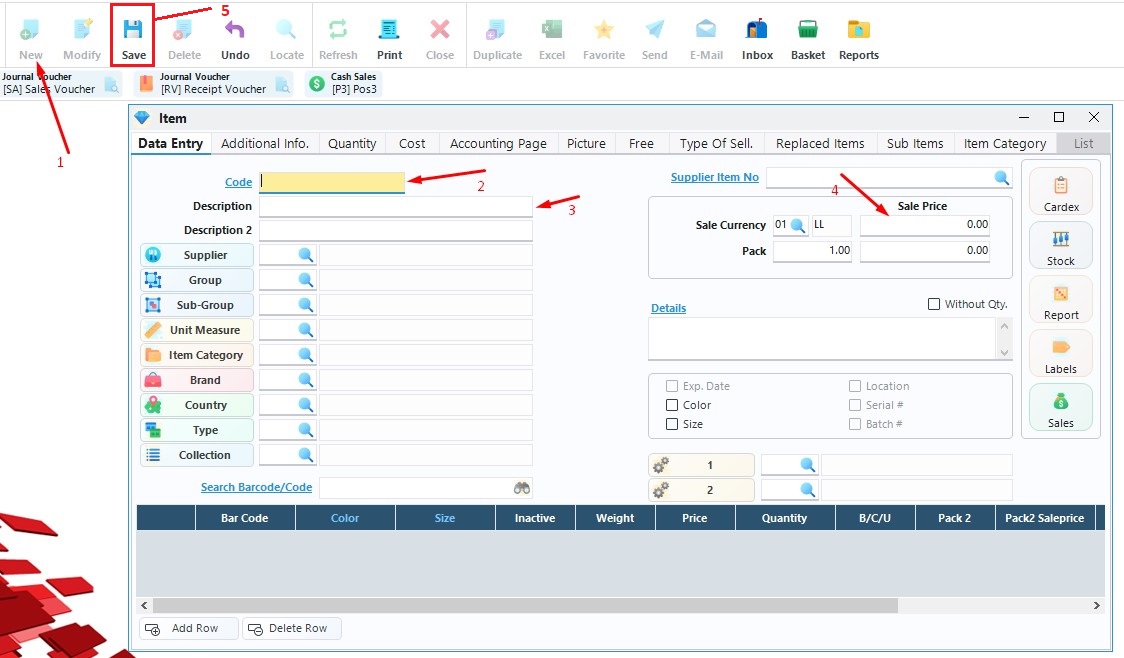 5
New Modify Save Delete Undo Locate Refresh Print Close Duplicate Excel Favorite Send E-Mail Inbox Basket Reports
Journal Voucher
[SA] Sales Voucher
Journal Voucher
[RV] Receipt Voucher
Cash Sales
[P3] Pos3
1
Item
Data Entry Additional Info. Quantity Cost Accounting Page Picture Free Type Of Sell. Replaced Items Sub Items Item Category List
Code
2
Description
3
Description 2
Supplier
Group
Sub-Group
Unit Measure
Item Category
Brand
Country
Type
Collection
Search Barcode/Code
Supplier Item No
4
Sale Price
Sale Currency 01 LL 0.00
Pack 1.00 0.00
Details
Without Qty.
Exp. Date Location
Color Serial #
Size Batch #
1
2
Cardex
Stock
Report
Labels
Sales
Bar Code Color Size Inactive Weight Price Quantity B/C/U Pack 2 Pack2 Saleprice
Add Row Delete Row